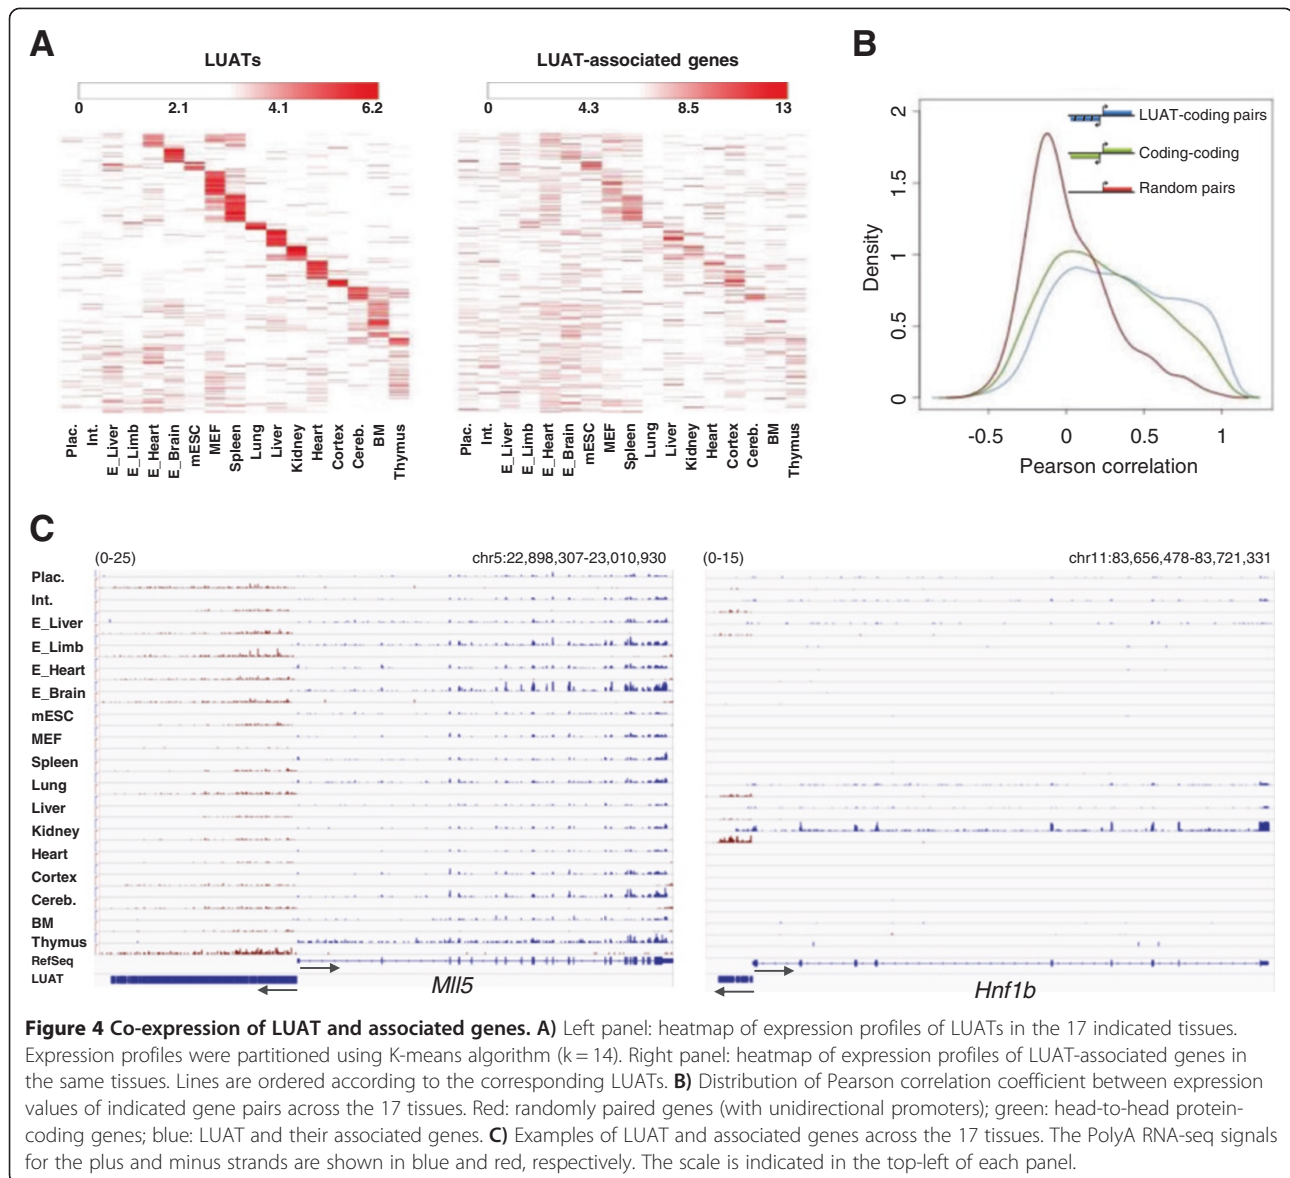 A
B
LUATs
LUAT-associated genes
0 2.1 4.1 6.2
0 4.3 8.5 13
Plac.
Int.
E_Liver
E_Limb
E_Heart
E_Brain
mESC
MEF
Spleen
Lung
Liver
Kidney
Heart
Cortex
Cereb.
BM
Thymus
Plac.
Int.
E_Liver
E_Limb
E_Heart
E_Brain
mESC
MEF
Spleen
Lung
Liver
Kidney
Heart
Cortex
Cereb.
BM
Thymus
LUAT-coding pairs
Coding-coding
Random pairs
Density
2
1.5
1
0.5
0
-0.5 0 0.5 1
Pearson correlation
C
(0-25) chr5:22,898,307-23,010,930
(0-15) chr11:83,656,478-83,721,331
Plac.
Int.
E_Liver
E_Limb
E_Heart
E_Brain
mESC
MEF
Spleen
Lung
Liver
Kidney
Heart
Cortex
Cereb.
BM
Thymus
RefSeq
LUAT
Mll5
Hnf1b
Figure 4 Co-expression of LUAT and associated genes. A) Left panel: heatmap of expression profiles of LUATs in the 17 indicated tissues.
Expression profiles were partitioned using K-means algorithm (k = 14). Right panel: heatmap of expression profiles of LUAT-associated genes in
the same tissues. Lines are ordered according to the corresponding LUATs. B) Distribution of Pearson correlation coefficient between expression
values of indicated gene pairs across the 17 tissues. Red: randomly paired genes (with unidirectional promoters); green: head-to-head protein-
coding genes; blue: LUAT and their associated genes. C) Examples of LUAT and associated genes across the 17 tissues. The PolyA RNA-seq signals
for the plus and minus strands are shown in blue and red, respectively. The scale is indicated in the top-left of each panel.